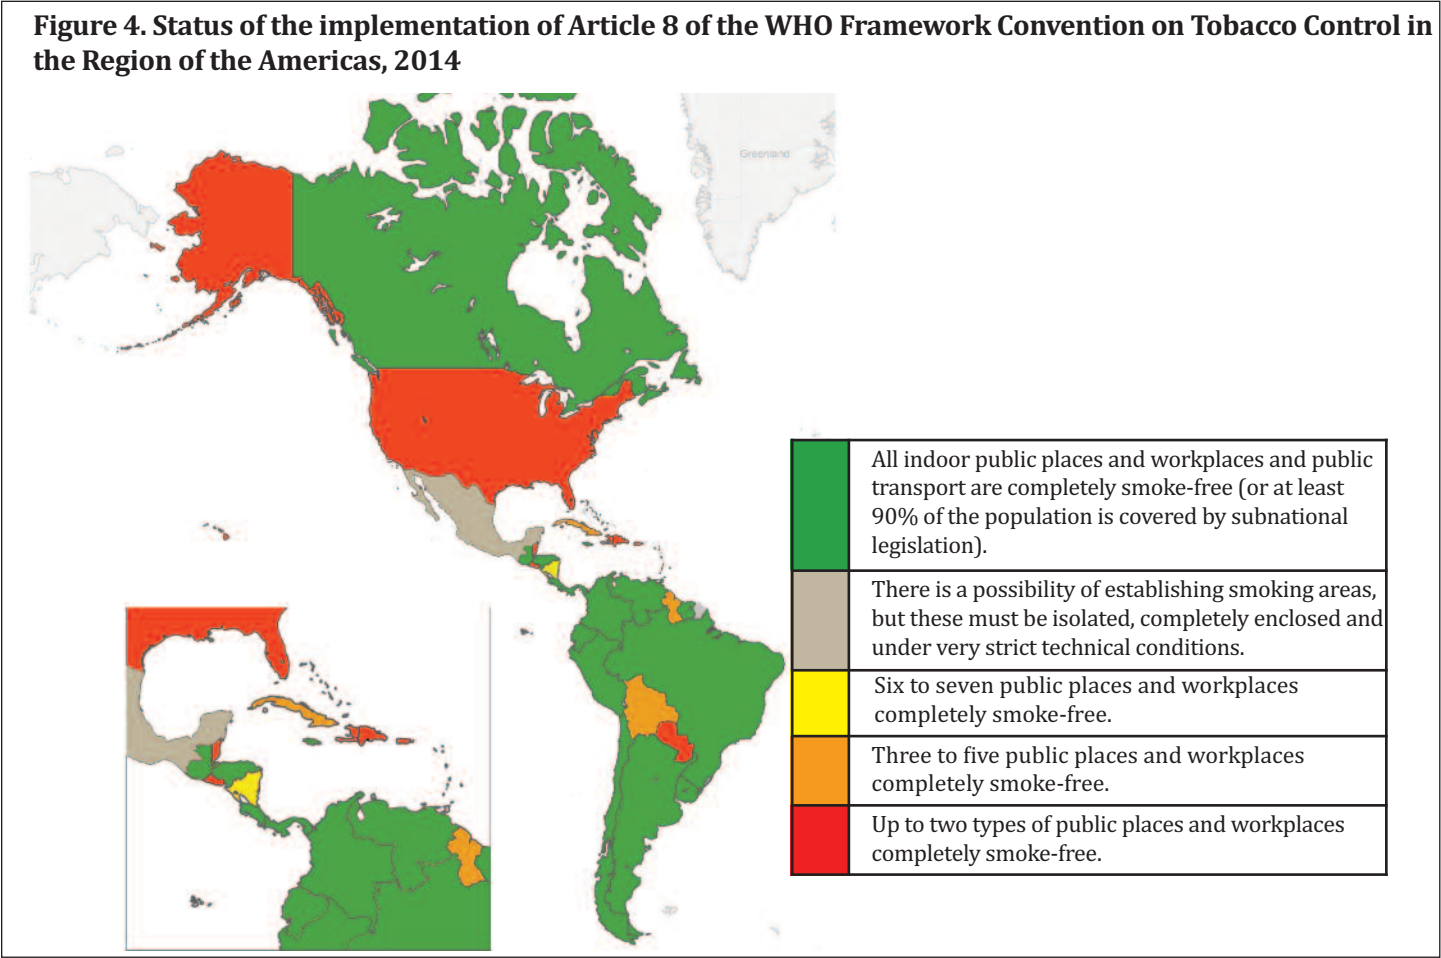 Figure 4. Status of the implementation of Article 8 of the WHO Framework Convention on Tobacco Control in
the Region of the Americas, 2014
Greenland
All indoor public places and workplaces and public
transport are completely smoke-free (or at least
90% of the population is covered by subnational
legislation).
There is a possibility of establishing smoking areas,
but these must be isolated, completely enclosed and
under very strict technical conditions.
Six to seven public places and workplaces
completely smoke-free.
Three to five public places and workplaces
completely smoke-free.
Up to two types of public places and workplaces
completely smoke-free.